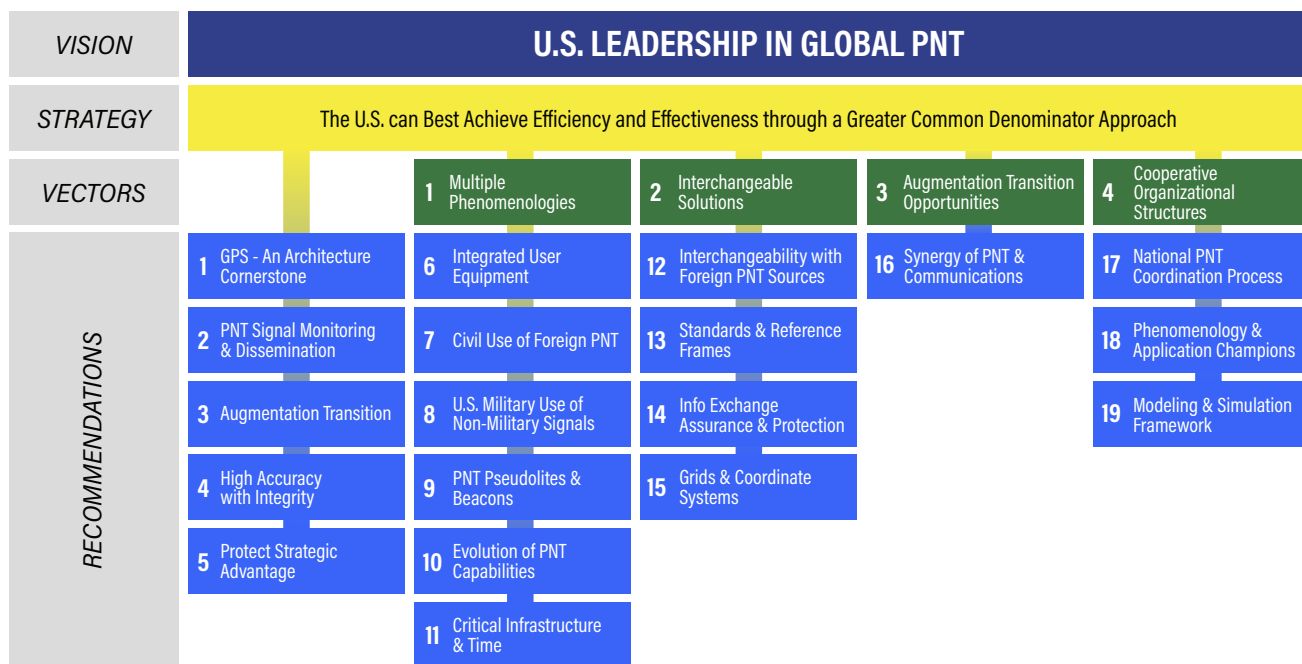 VISION
U.S. LEADERSHIP IN GLOBAL PNT
STRATEGY
The U.S. can Best Achieve Efficiency and Effectiveness through a Greater Common Denominator Approach
VECTORS
1 Multiple
Phenomenologies
2 Interchangeable
Solutions
3 Augmentation Transition
Opportunities
4 Cooperative
Organizational
Structures
RECOMMENDATIONS
1 GPS - An Architecture
Cornerstone
2 PNT Signal Monitoring
& Dissemination
3 Augmentation Transition
4 High Accuracy
with Integrity
5 Protect Strategic
Advantage
6 Integrated User
Equipment
7 Civil Use of Foreign PNT
8 U.S. Military Use of
Non-Military Signals
9 PNT Pseudolites &
Beacons
10 Evolution of PNT
Capabilities
11 Critical Infrastructure
& Time
12 Interchangeability with
Foreign PNT Sources
13 Standards & Reference
Frames
14 Info Exchange
Assurance & Protection
15 Grids & Coordinate
Systems
16 Synergy of PNT &
Communications
17 National PNT
Coordination Process
18 Phenomenology &
Application Champions
19 Modeling & Simulation
Framework